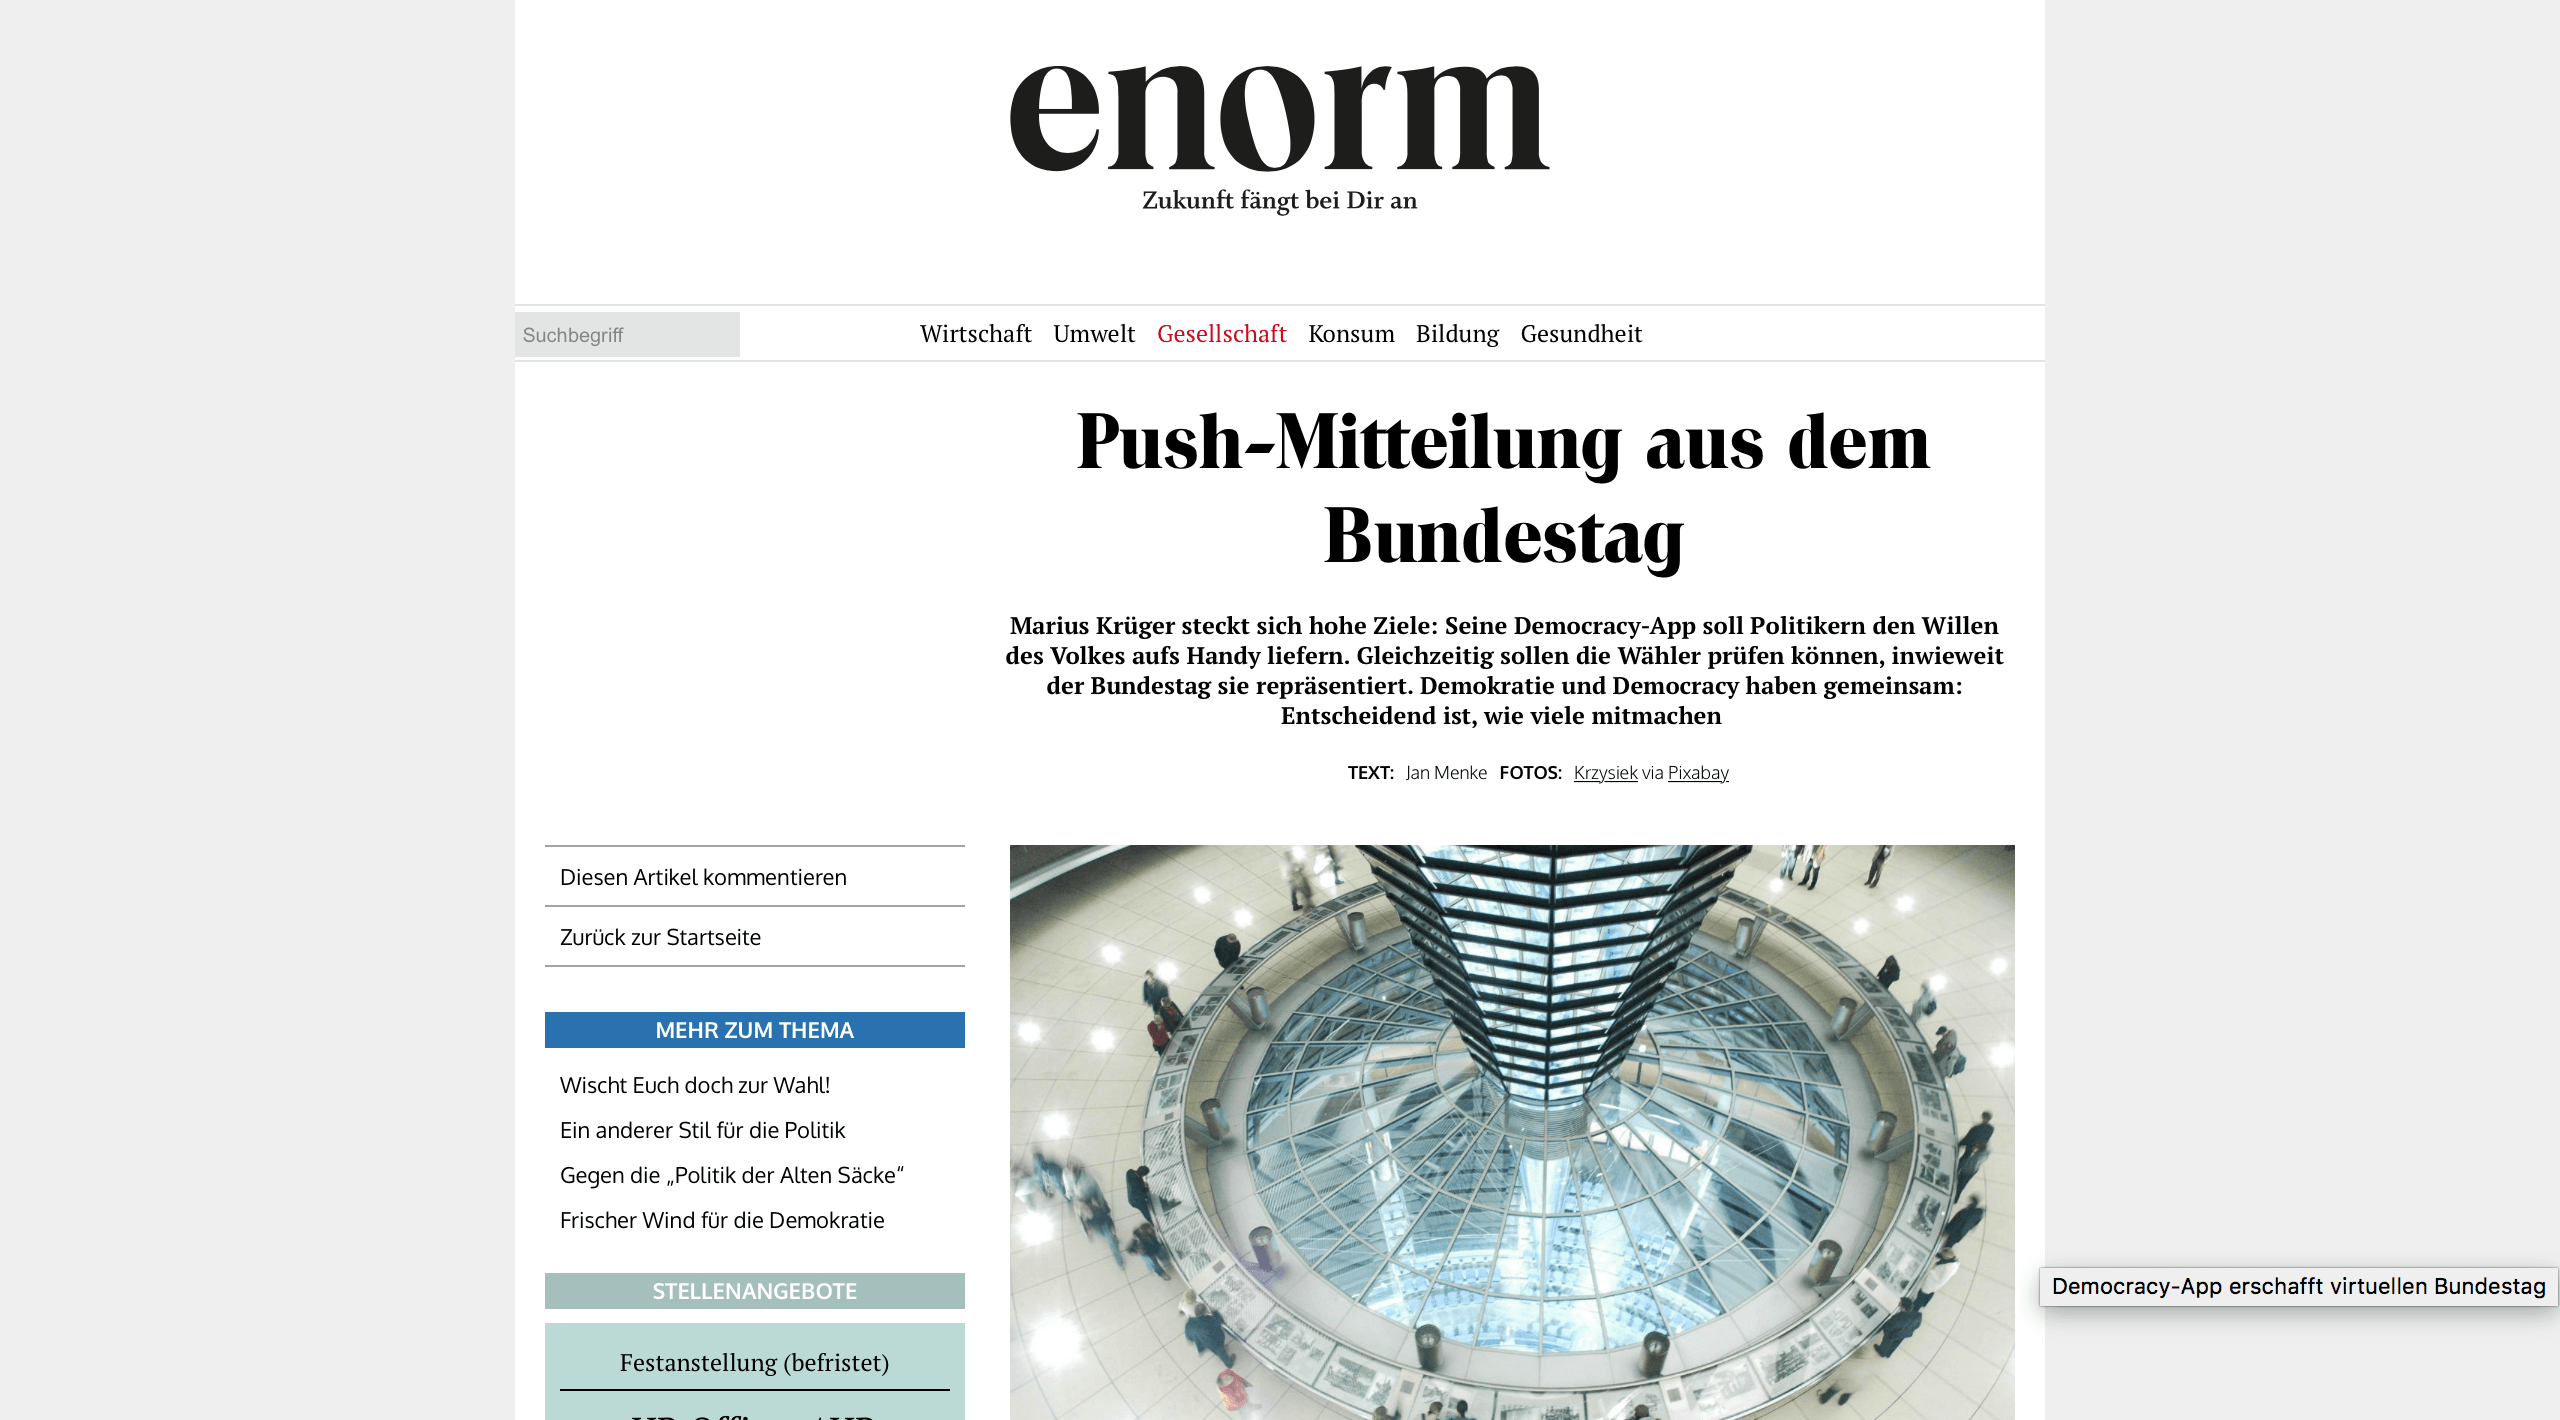 enorm
Zukunft fängt bei Dir an
Suchbegriff
Wirtschaft Umwelt Gesellschaft Konsum Bildung Gesundheit
Push-Mitteilung aus dem
Bundestag
Marius Krüger steckt sich hohe Ziele: Seine Democracy-App soll Politikern den Willen
des Volkes aufs Handy liefern. Gleichzeitig sollen die Wähler prüfen können, inwieweit
der Bundestag sie repräsentiert. Demokratie und Democracy haben gemeinsam:
Entscheidend ist, wie viele mitmachen
TEXT: Jan Menke FOTOS: Krzysiek via Pixabay
Diesen Artikel kommentieren
Zurück zur Startseite
MEHR ZUM THEMA
Wischt Euch doch zur Wahl!
Ein anderer Stil für die Politik
Gegen die „Politik der Alten Säcke“
Frischer Wind für die Demokratie
STELLENANGEBOTE
Festanstellung (befristet)
Democracy-App erschafft virtuellen Bundestag